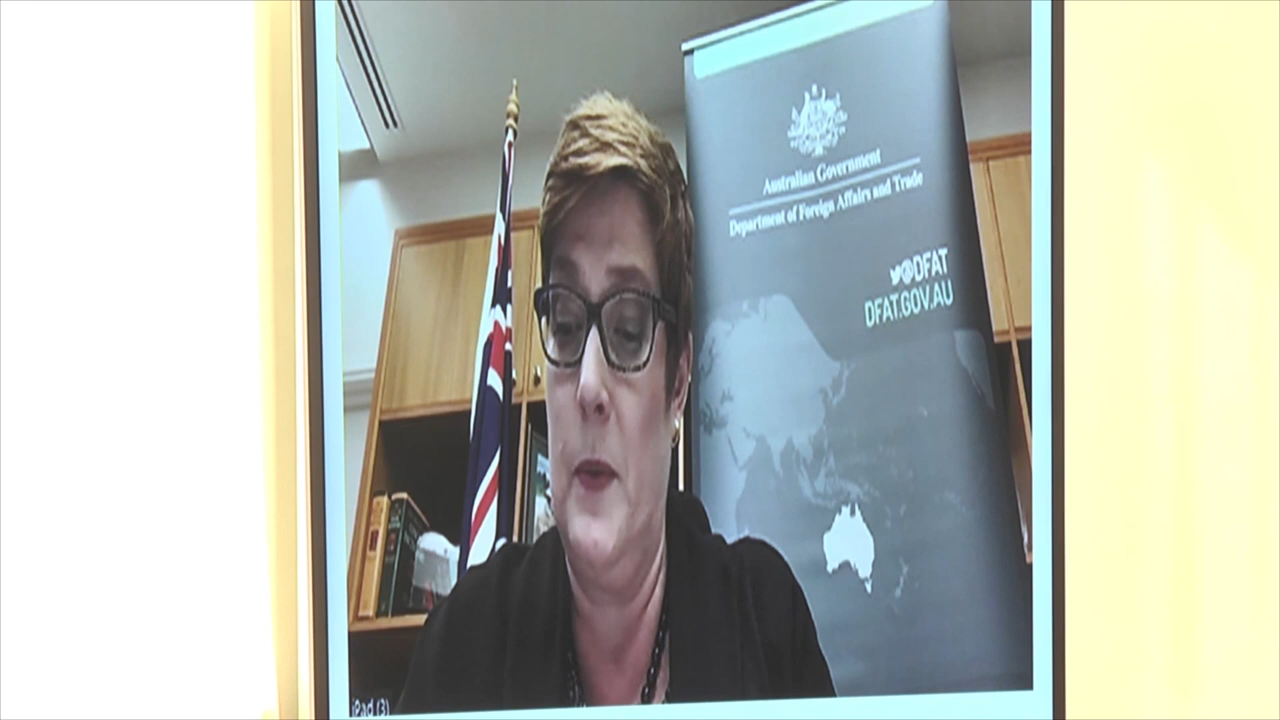 Australian Government
Department of Foreign Affairs and Trade
@DFAT
DFAT.GOV.AU
iPad (3)